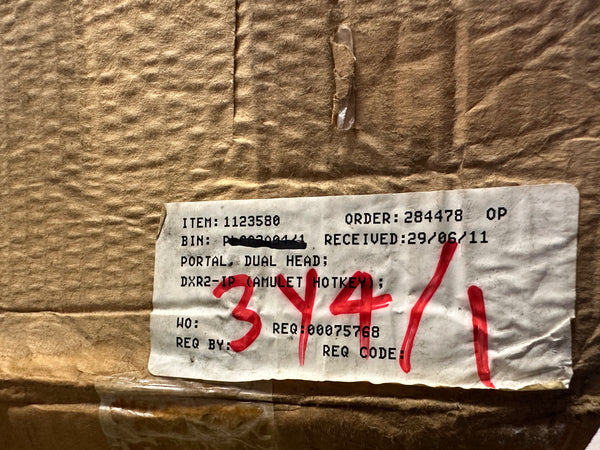 ITEM: 1123580 ORDER: 284478 OP
BIN: RECEIVED: 29/06/11
PORTAL, DUAL HEAD;
DXR2-IP (AMULET HOTKEY);
3Y4/1
WO: REQ: 00075768
REQ BY: REQ CODE: